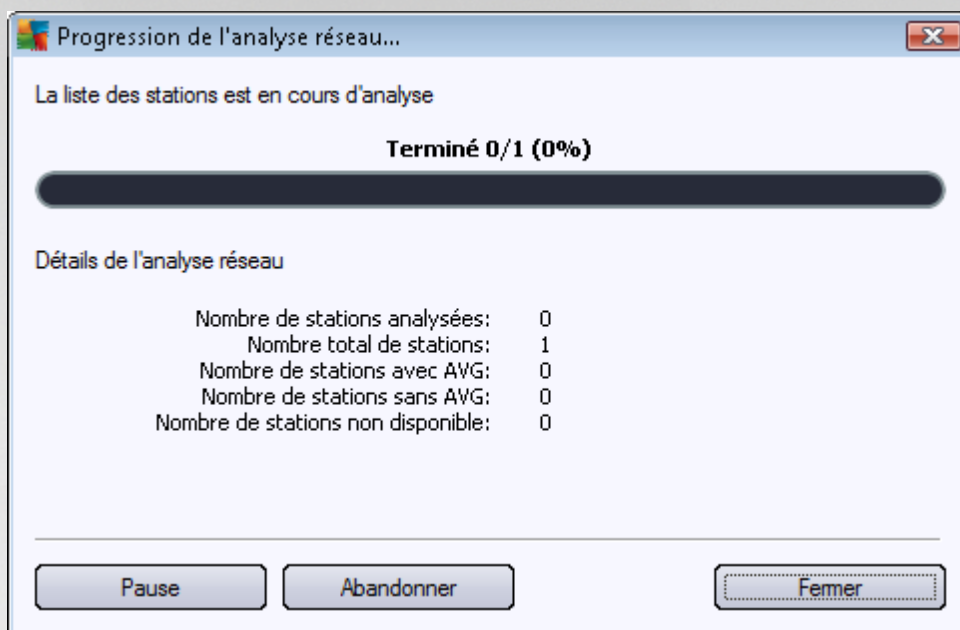 Progression de l'analyse réseau...
La liste des stations est en cours d'analyse
Terminé 0/1 (0%)
Détails de l'analyse réseau
Nombre de stations analysées: 0
Nombre total de stations: 1
Nombre de stations avec AVG: 0
Nombre de stations sans AVG: 0
Nombre de stations non disponible: 0
Pause Abandonner Fermer